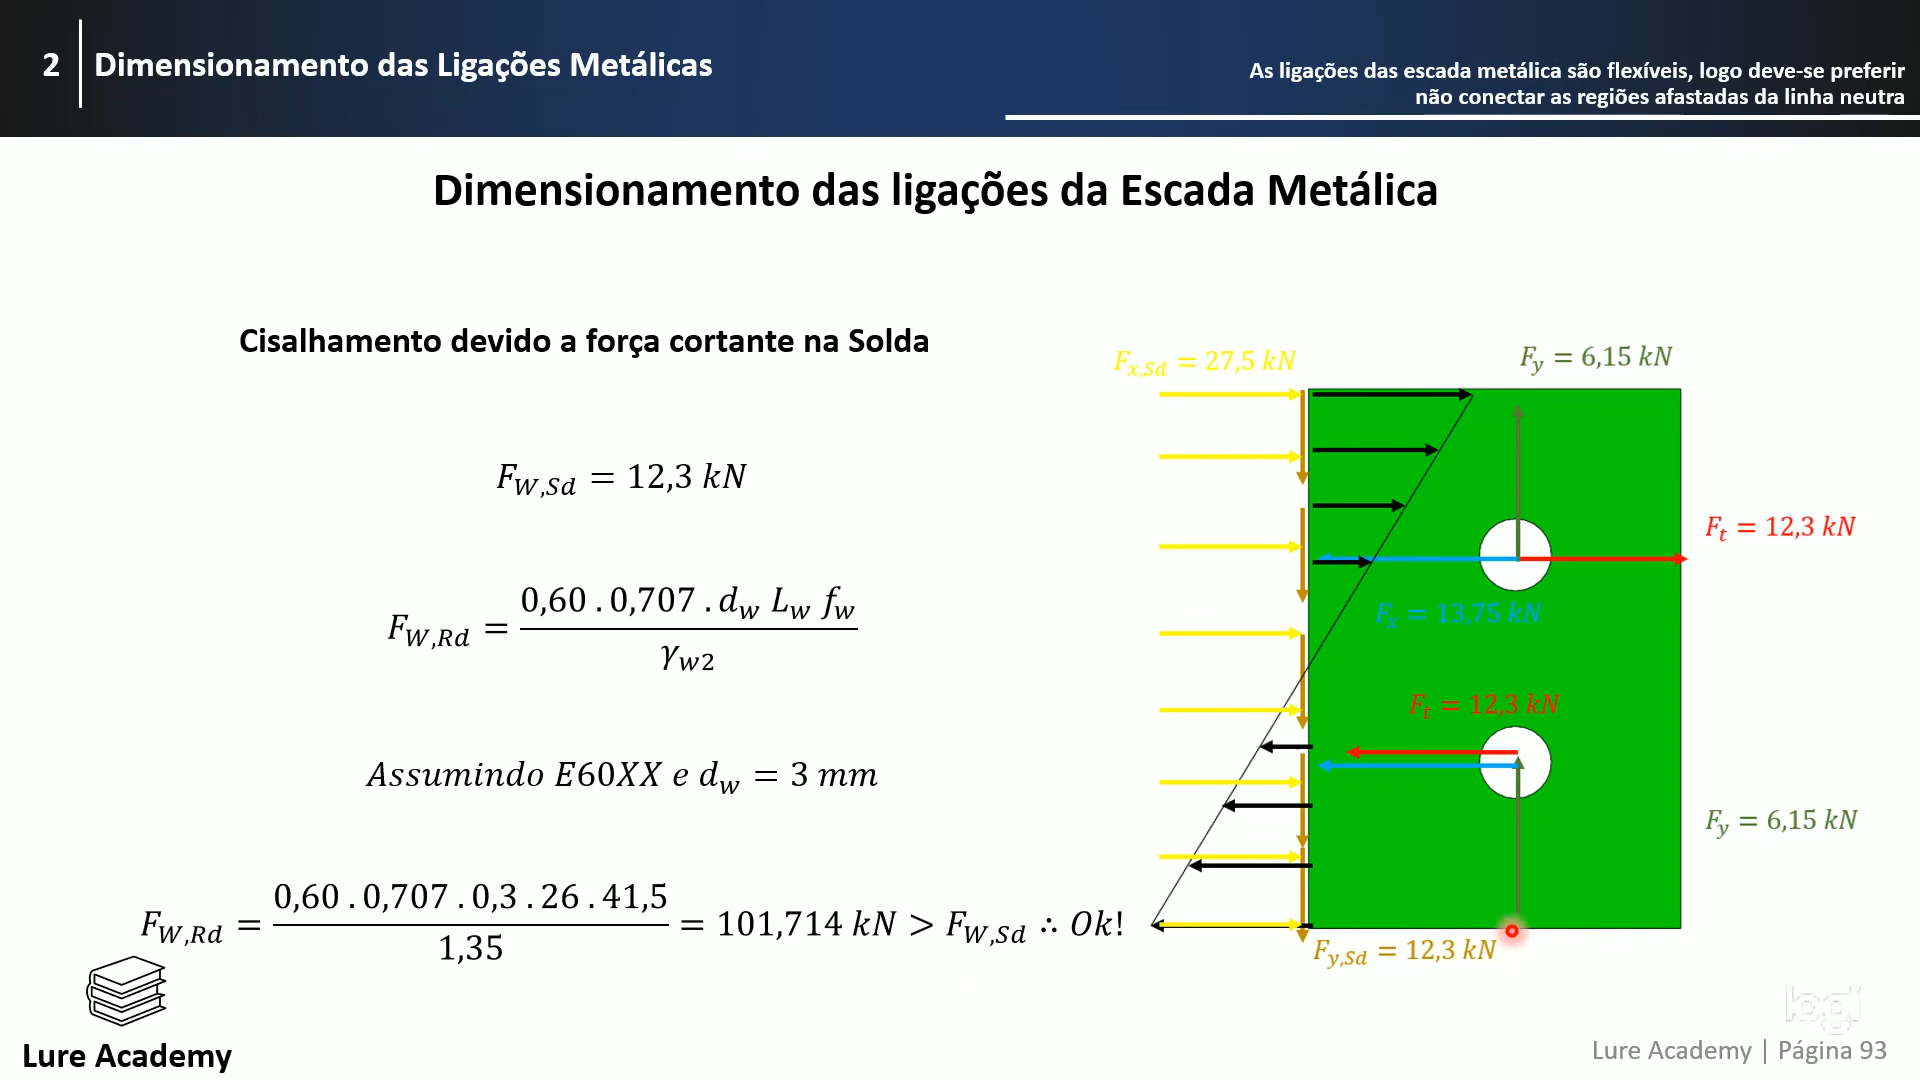 2
Dimensionamento das Ligações Metálicas
As ligações das escada metálica são flexíveis, logo deve-se preferir
não conectar as regiões afastadas da linha neutra
Dimensionamento das ligações da Escada Metálica
Cisalhamento devido a força cortante na Solda
F_{W,Sd} = 12,3 kN
F_{W,Rd} = \frac{0,60 . 0,707 . d_w L_w f_w}{γ_{w2}}
Assumindo E60XX e d_w = 3 mm
F_{W,Rd} = \frac{0,60 . 0,707 . 0,3 . 26 . 41,5}{1,35} = 101,714 kN > F_{W,Sd} ∴ Ok!
F_{x,Sd} = 27,5 kN
F_y = 6,15 kN
F_t = 12,3 kN
F_x = 13,75 kN
F_t = 12,3 kN
F_y = 6,15 kN
F_{y,Sd} = 12,3 kN
logi
Lure Academy
Lure Academy | Página 93